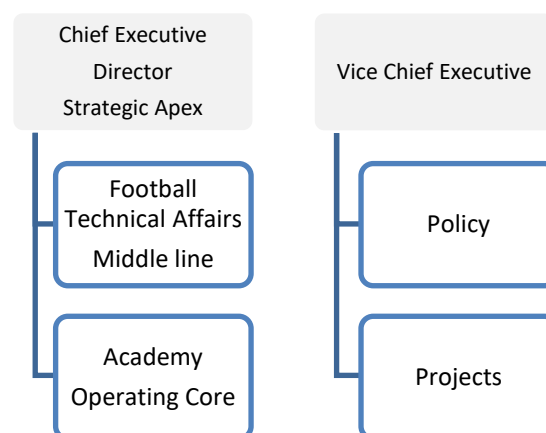 Chief Executive
Director
Strategic Apex
Football
Technical Affairs
Middle line
Academy
Operating Core
Vice Chief Executive
Policy
Projects